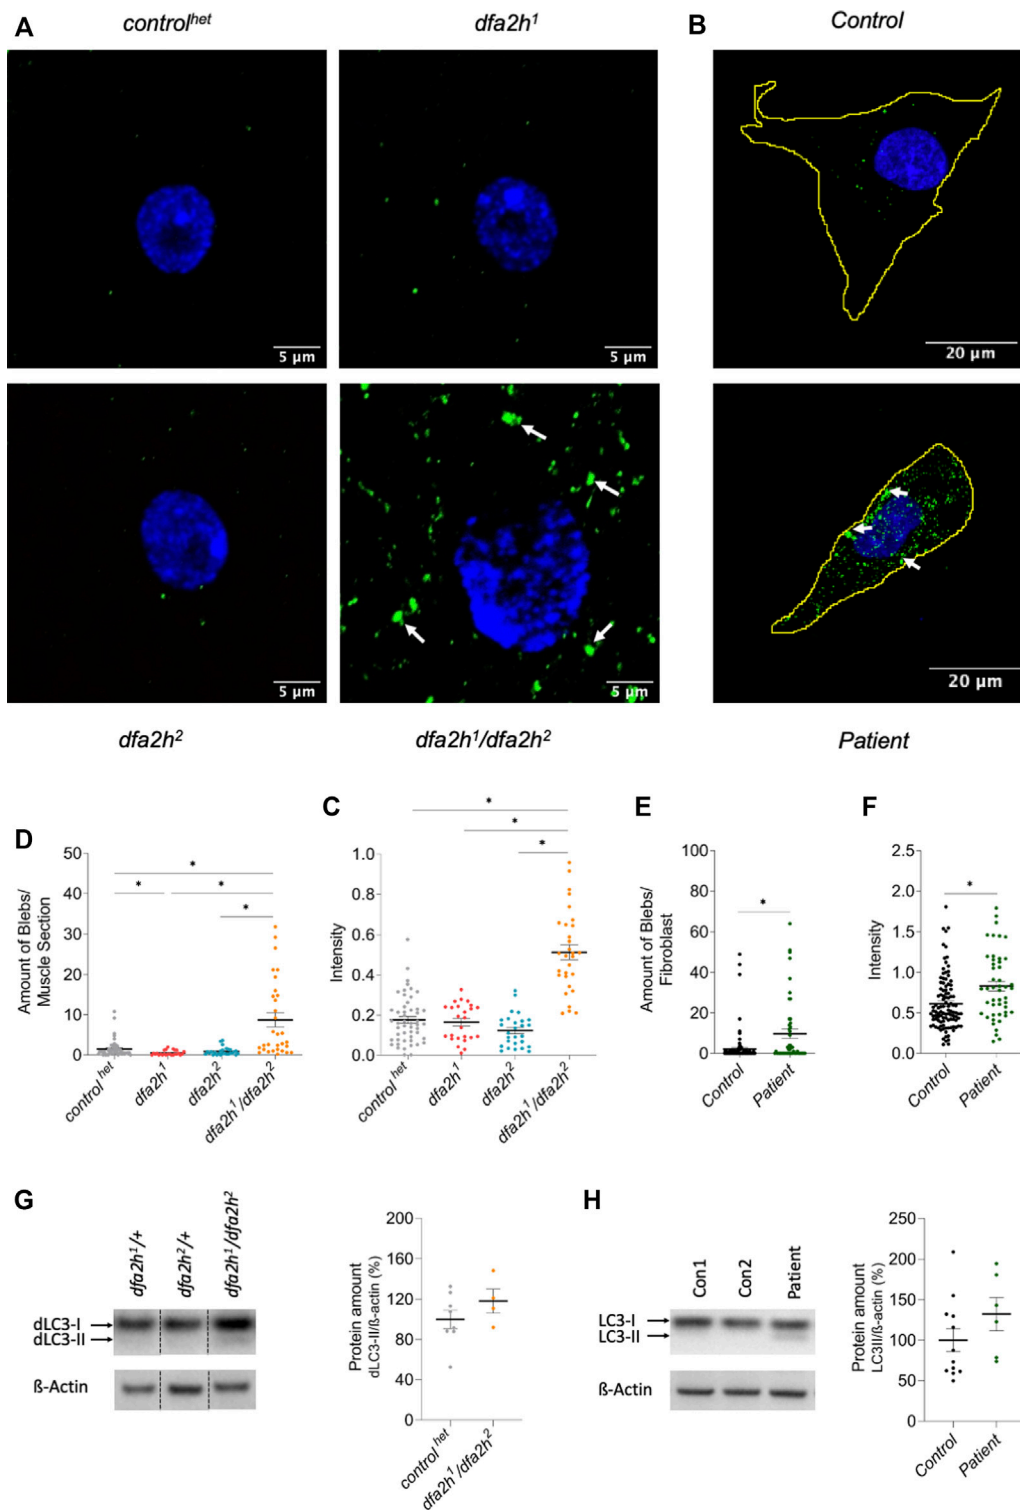 A
control^het
dfa2h^1
B
Control
5 µm
5 µm
20 µm
5 µm
5 µm
20 µm
dfa2h^2
dfa2h^1/dfa2h^2
Patient
D
Amount of Blebs/
Muscle Section
50
40
30
20
10
0
*
*
*
*
control^het
dfa2h^1
dfa2h^2
dfa2h^1/dfa2h^2
C
Intensity
1.0
0.8
0.6
0.4
0.2
0.0
*
*
*
control^het
dfa2h^1
dfa2h^2
dfa2h^1/dfa2h^2
E
Amount of Blebs/
Fibroblast
100
80
60
40
20
0
*
Control
Patient
F
Intensity
2.5
2.0
1.5
1.0
0.5
0.0
*
Control
Patient
G
dfa2h^1/+
dfa2h^2/+
dfa2h^1/dfa2h^2
dLC3-I
dLC3-II
ß-Actin
Protein amount
dLC3-II/ß-actin (%)
200
160
120
80
40
0
control^het
dfa2h^1/dfa2h^2
H
Con1
Con2
Patient
LC3-I
LC3-II
ß-Actin
Protein amount
LC3II/ß-actin (%)
250
200
150
100
50
0
Control
Patient